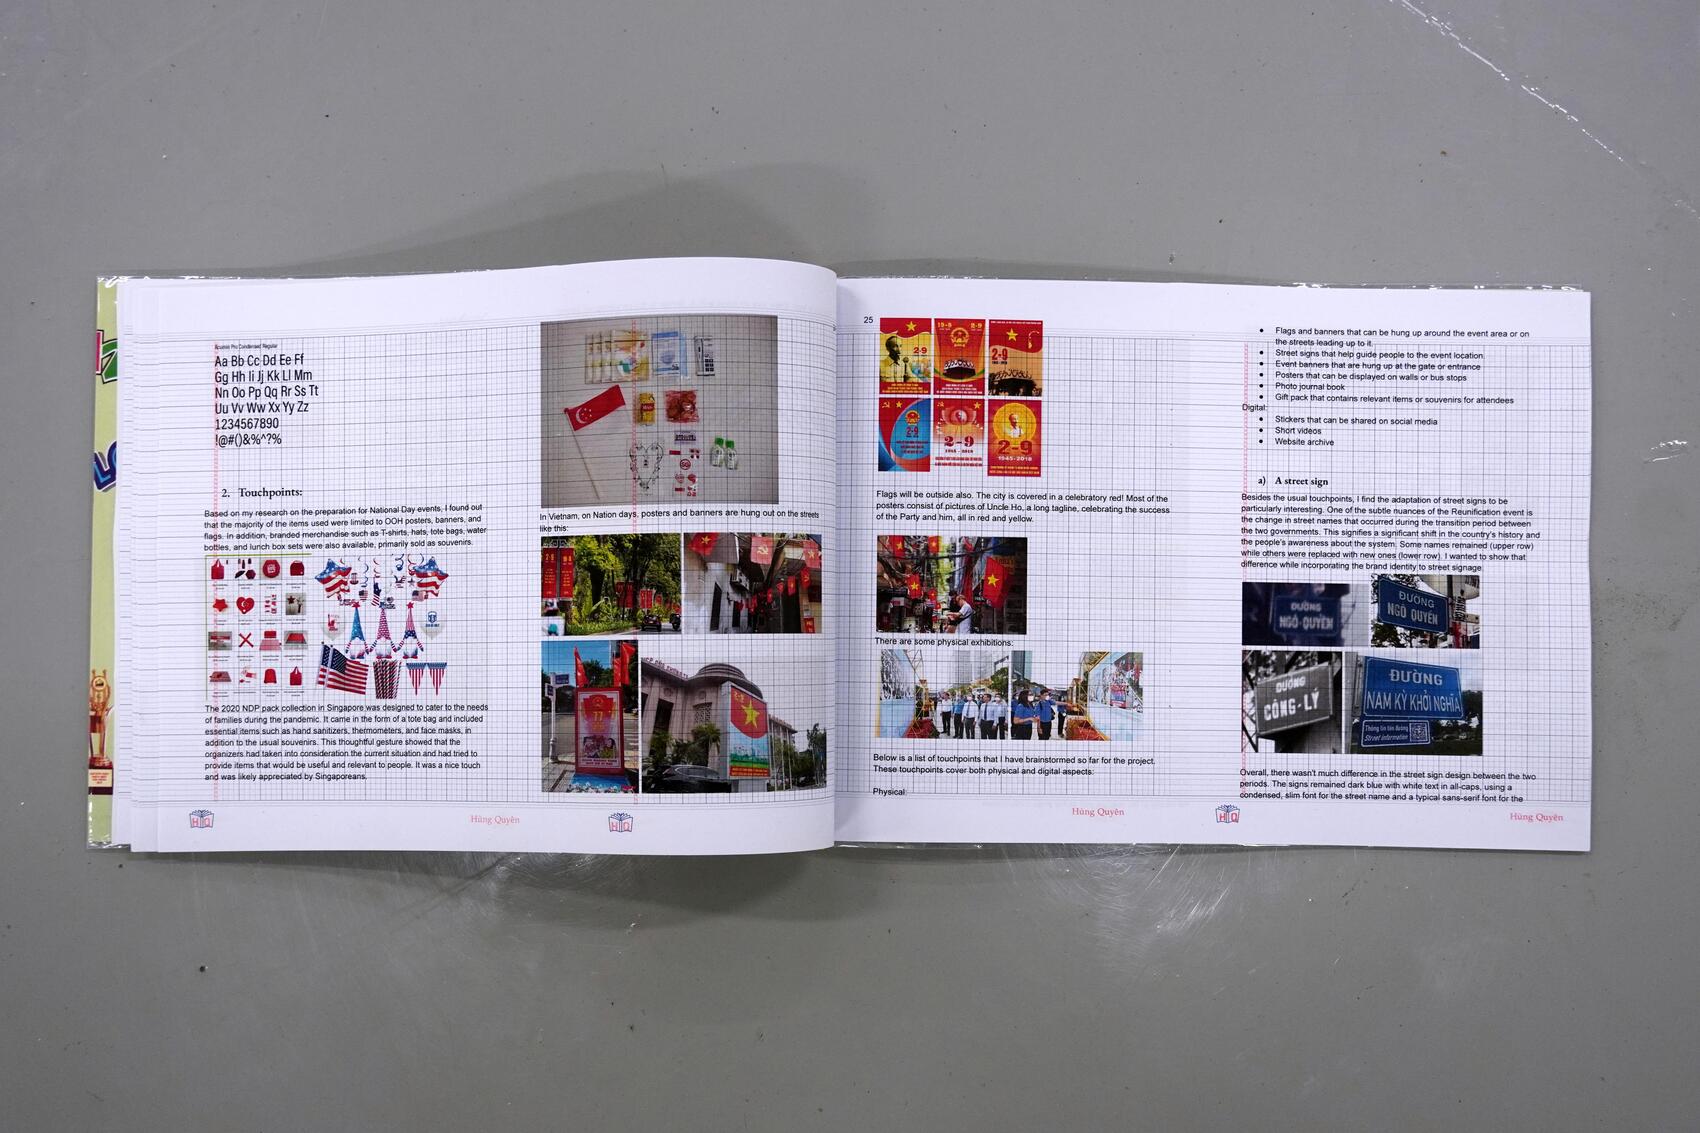 Acumin Pro Condensed Regular
Aa Bb Cc Dd Ee Ff
Gg Hh Ii Jj Kk Ll Mm
Nn Oo Pp Qq Rr Ss Tt
Uu Vv Ww Xx Yy Zz
1234567890
!@#()&%^?%
2. Touchpoints:
Based on my research on the preparation for National Day events, I found out
that the majority of the items used were limited to OOH posters, banners, and
flags. In addition, branded merchandise such as T-shirts, hats, tote bags, water
bottles, and lunch box sets were also available, primarily sold as souvenirs.
The 2020 NDP pack collection in Singapore was designed to cater to the needs
of families during the pandemic. It came in the form of a tote bag and included
essential items such as hand sanitizers, thermometers, and face masks, in
addition to the usual souvenirs. This thoughtful gesture showed that the
organizers had taken into consideration the current situation and had tried to
provide items that would be useful and relevant to people. It was a nice touch
and was likely appreciated by Singaporeans.
HQ
Hùng Quyên
In Vietnam, on Nation days, posters and banners are hung out on the streets
like this:
HQ
25
2-9
2-9
2-9
2-9
2-9
1945 - 2018
2-9
1945-2018
Flags will be outside also. The city is covered in a celebratory red! Most of the
posters consist of pictures of Uncle Ho, a long tagline, celebrating the success
of the Party and him, all in red and yellow.
There are some physical exhibitions:
Below is a list of touchpoints that I have brainstormed so far for the project.
These touchpoints cover both physical and digital aspects:
Physical:
Hùng Quyên
• Flags and banners that can be hung up around the event area or on
the streets leading up to it.
• Street signs that help guide people to the event location.
• Event banners that are hung up at the gate or entrance
• Posters that can be displayed on walls or bus stops
• Photo journal book
• Gift pack that contains relevant items or souvenirs for attendees
Digital:
• Stickers that can be shared on social media
• Short videos
• Website archive
a) A street sign
Besides the usual touchpoints, I find the adaptation of street signs to be
particularly interesting. One of the subtle nuances of the Reunification event is
the change in street names that occurred during the transition period between
the two governments. This signifies a significant shift in the country's history and
the people's awareness about the system. Some names remained (upper row)
while others were replaced with new ones (lower row). I wanted to show that
difference while incorporating the brand identity to street signage.
ĐƯỜNG
NGÔ QUYỀN
ĐƯỜNG
NGÔ QUYỀN
ĐƯỜNG
CÔNG-LÝ
ĐƯỜNG
NAM KỲ KHỞI NGHĨA
Thông tin tên đường
Street information
Overall, there wasn't much difference in the street sign design between the two
periods. The signs remained dark blue with white text in all-caps, using a
condensed, slim font for the street name and a typical sans-serif font for the
HQ
Hùng Quyên